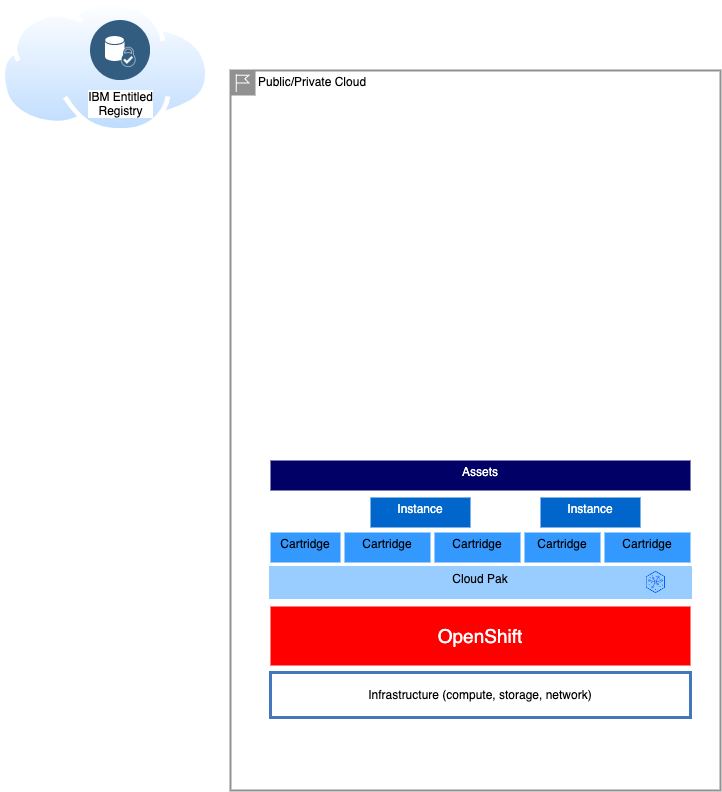 IBM Entitled
Registry
Public/Private Cloud
Assets
Instance Instance
Cartridge Cartridge Cartridge Cartridge Cartridge
Cloud Pak
OpenShift
Infrastructure (compute, storage, network)